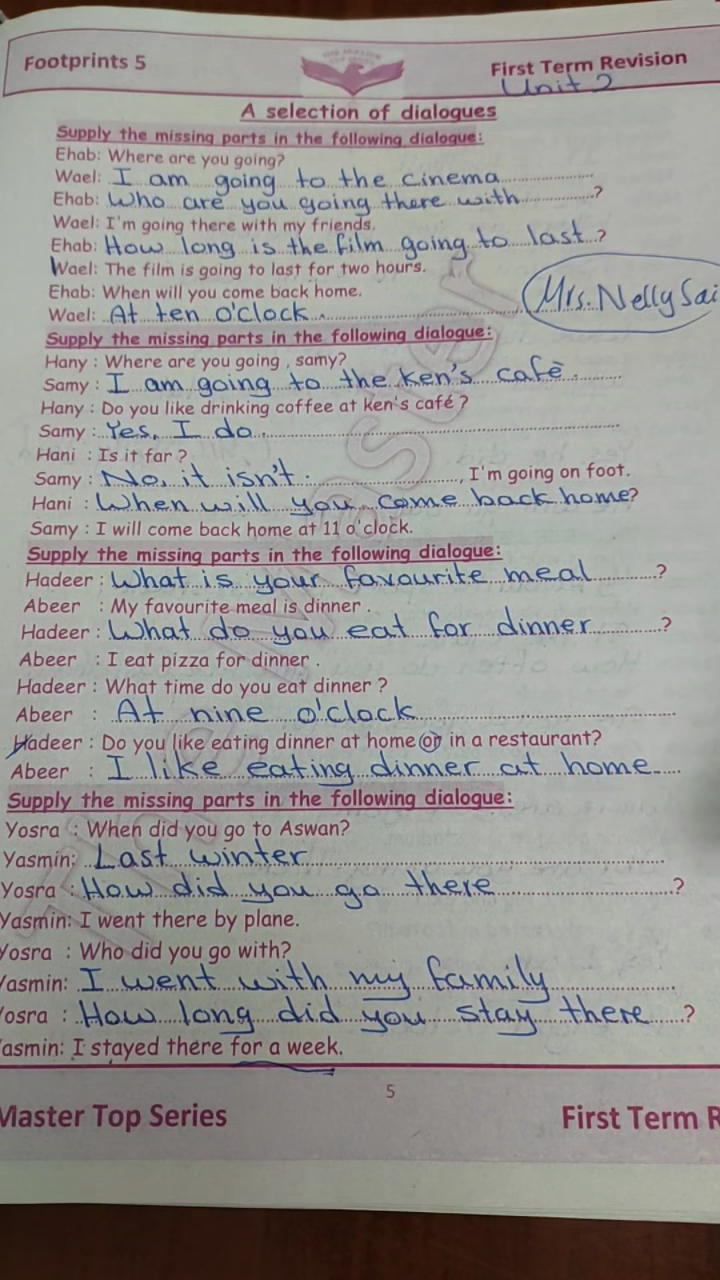 Footprints 5
First Term Revision
Unit 2
A selection of dialogues
Supply the missing parts in the following dialogue:
Ehab: Where are you going?
Wael: I am going to the cinema
Ehab: Who are you going there with ?
Wael: I'm going there with my friends.
Ehab: How long is the film going to last ?
Wael: The film is going to last for two hours.
Ehab: When will you come back home.
Wael: At ten o'clock
Mrs. Nelly Sai
Supply the missing parts in the following dialogue:
Hany : Where are you going , samy?
Samy : I am going to the ken's cafè
Hany : Do you like drinking coffee at ken's café ?
Samy : Yes, I do
Hani : Is it far ?
Samy : No, it isn't , I'm going on foot.
Hani : When will you come back home?
Samy : I will come back home at 11 o'clock.
Supply the missing parts in the following dialogue:
Hadeer : What is your favourite meal ?
Abeer : My favourite meal is dinner .
Hadeer : What do you eat for dinner ?
Abeer : I eat pizza for dinner .
Hadeer : What time do you eat dinner ?
Abeer : At nine o'clock
Hadeer : Do you like eating dinner at home or in a restaurant?
Abeer : I like eating dinner at home
Supply the missing parts in the following dialogue:
Yosra : When did you go to Aswan?
Yasmin: Last winter
Yosra : How did you go there ?
Yasmin: I went there by plane.
Yosra : Who did you go with?
Yasmin: I went with my family
Yosra : How long did you stay there ?
asmin: I stayed there for a week.
5
Master Top Series
First Term R